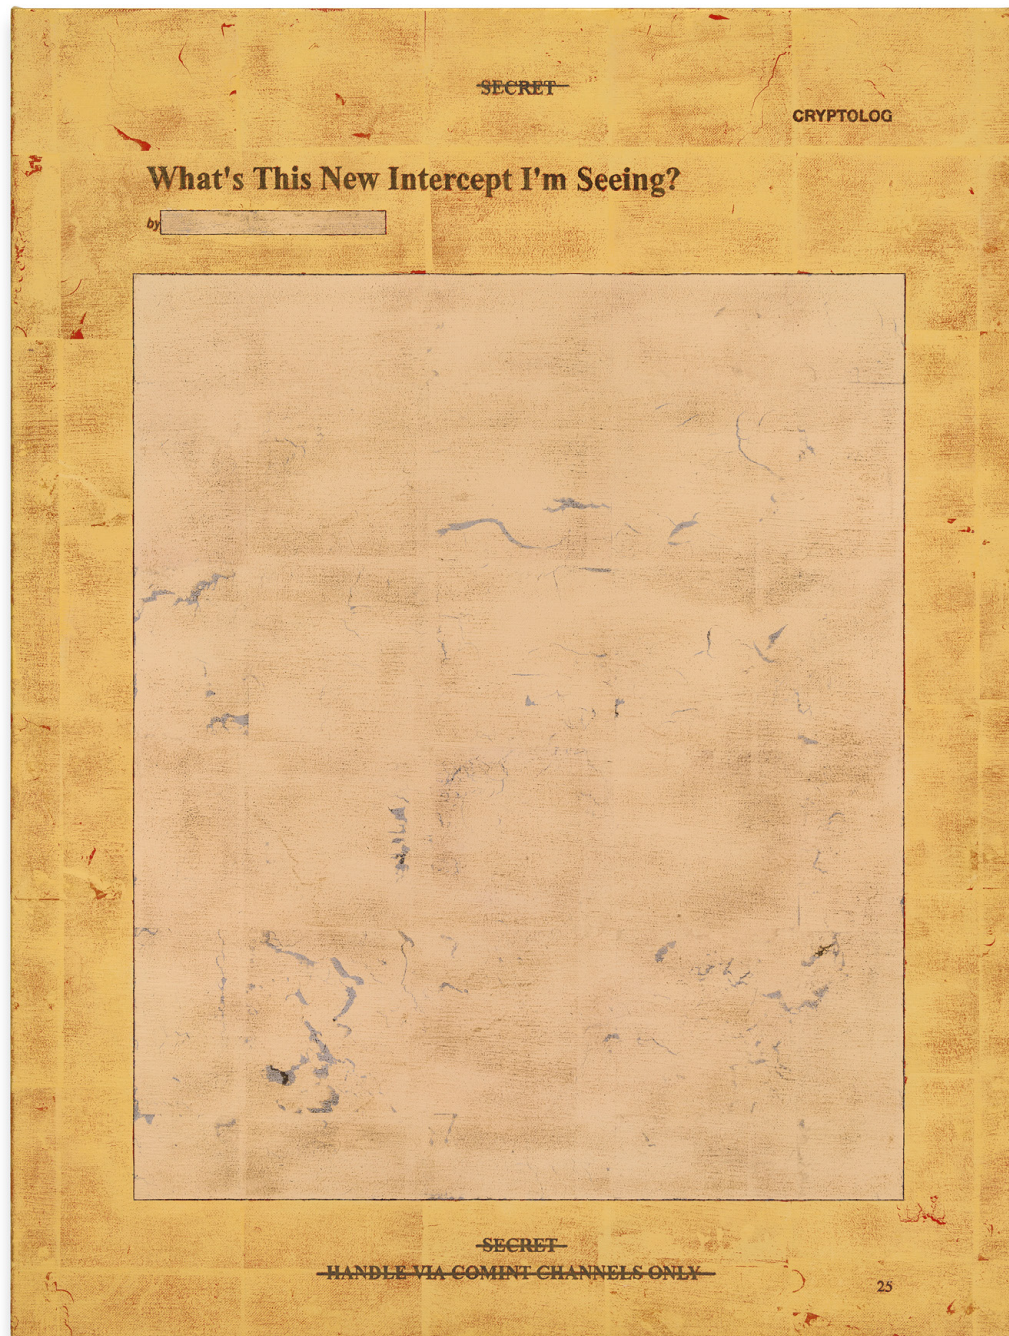 SECRET
CRYPTOLOG
What's This New Intercept I'm Seeing?
by
SECRET
HANDLE VIA COMINT CHANNELS ONLY
25